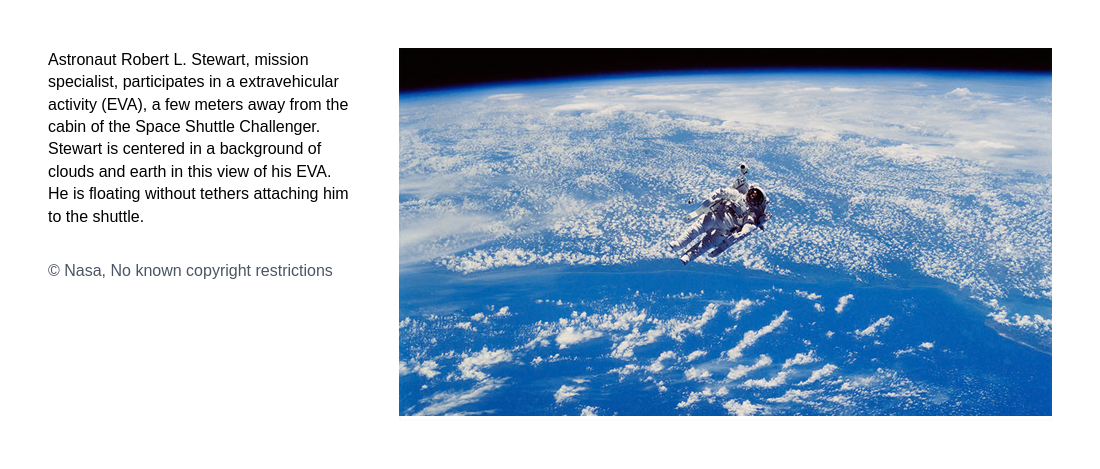 Astronaut Robert L. Stewart, mission
specialist, participates in a extravehicular
activity (EVA), a few meters away from the
cabin of the Space Shuttle Challenger.
Stewart is centered in a background of
clouds and earth in this view of his EVA.
He is floating without tethers attaching him
to the shuttle.
© Nasa, No known copyright restrictions